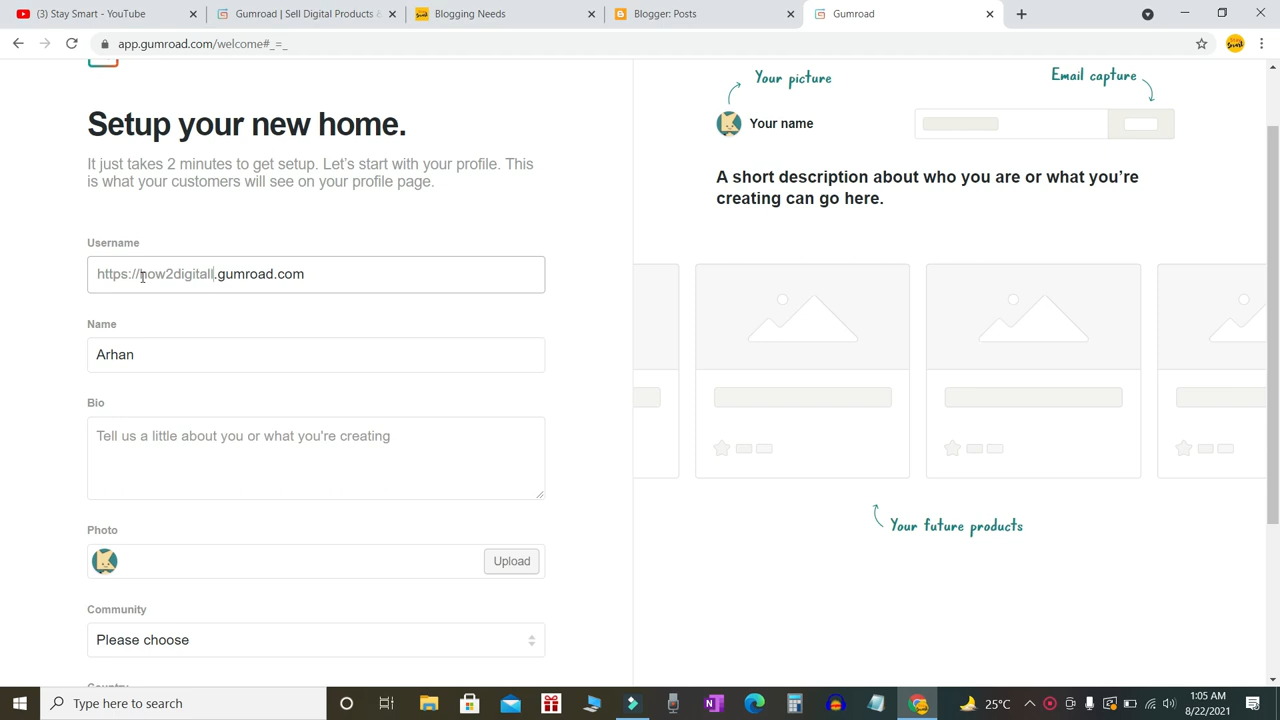 (3) Stay Smart - YouTube
Gumroad | Sell Digital Products &
Blogging Needs
Blogger: Posts
Gumroad
app.gumroad.com/welcome#_=_
Setup your new home.
It just takes 2 minutes to get setup. Let's start with your profile. This
is what your customers will see on your profile page.
Username
https://how2digitall.gumroad.com
Name
Arhan
Bio
Tell us a little about you or what you're creating
Photo
Upload
Community
Please choose
Country
Your picture
Email capture
Your name
A short description about who you are or what you're
creating can go here.
Your future products
Type here to search
25°C
1:05 AM
8/22/2021